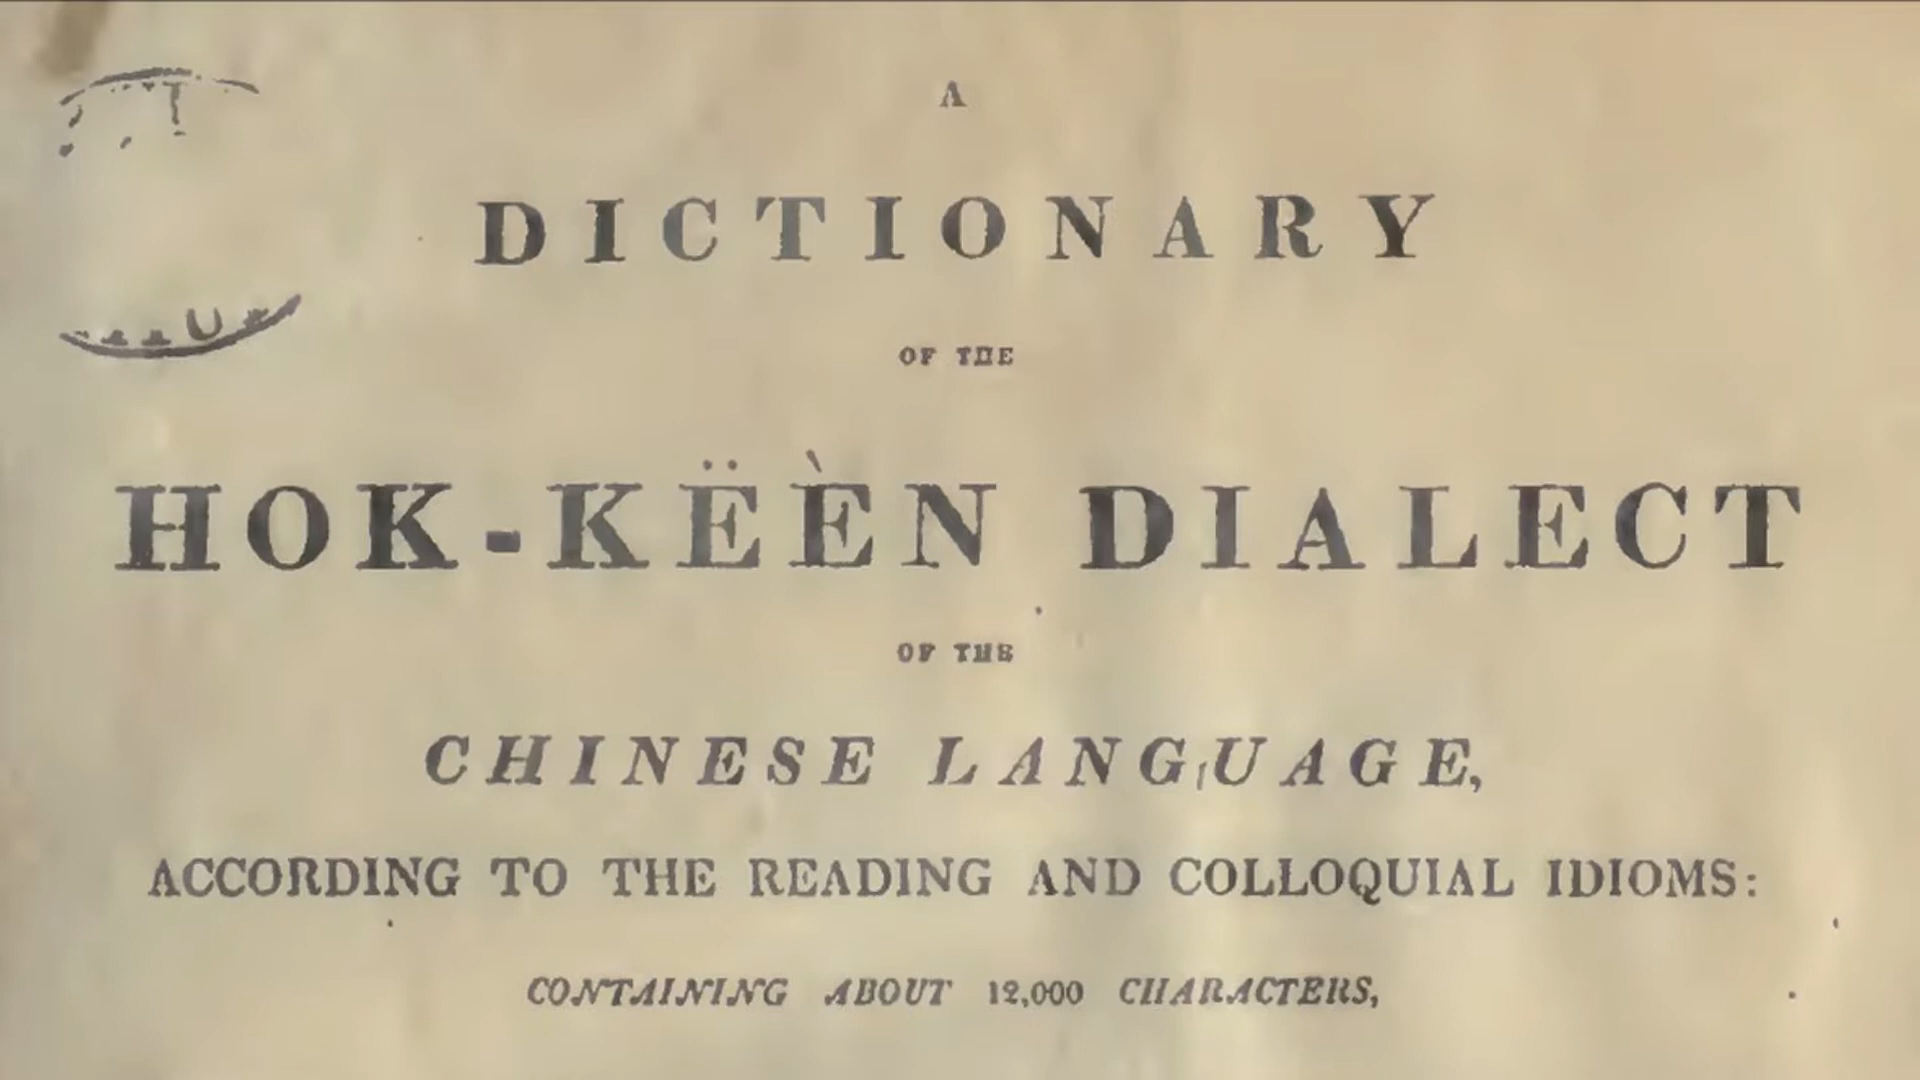 A
DICTIONARY
OF THE
HOK-KËÈN DIALECT
OF THE
CHINESE LANGUAGE,
ACCORDING TO THE READING AND COLLOQUIAL IDIOMS:
CONTAINING ABOUT 12,000 CHARACTERS,